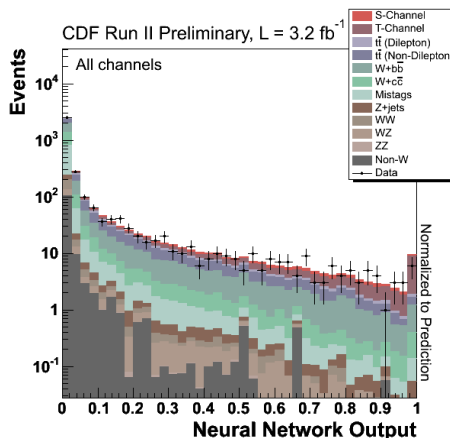 CDF Run II Preliminary, L = 3.2 fb⁻¹
All channels
S-Channel
T-Channel
tt̄ (Dilepton)
tt̄ (Non-Dilepton)
W+bb̄
W+cc̄
Mistags
Z+jets
WW
WZ
ZZ
Non-W
Data
Events
10⁴
10³
10²
10
1
10⁻¹
0 0.1 0.2 0.3 0.4 0.5 0.6 0.7 0.8 0.9 1
Neural Network Output
Normalized to Prediction